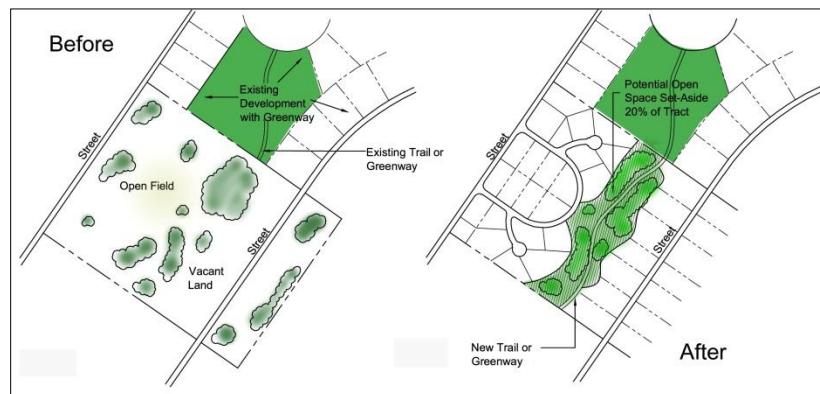 Before
Existing
Development
with Greenway
Street
Existing Trail or
Greenway
Open Field
Street
Vacant
Land
Potential Open
Space Set-Aside
20% of Tract
Street
Street
New Trail or
Greenway
After